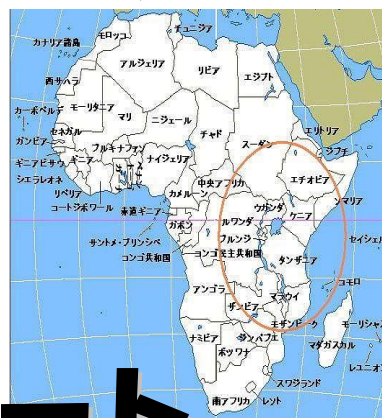 チュニジア
モロッコ
カナリア諸島
アルジェリア
リビア
エジプト
西サハラ
カーボベルデ
モーリタニア
マリ
ニジェール
チャド
スーダン
エリトリア
ジブチ
セネガル
ガンビア
ギニアビサウ
ギニア
ブルキナファソ
ナイジェリア
シエラレオネ
リベリア
コートジボワール
カメルーン
中央アフリカ
エチオピア
ソマリア
赤道ギニア
ガボン
ルワンダ
ウガンダ
ケニア
サントメ・プリンシペ
ブルンジ
コンゴ民主共和国
コンゴ共和国
タンザニア
セイシェル
コモロ
アンゴラ
マラウイ
ザンビア
モザンビーク
モーリシャス
マダガスカル
ナミビア
ジンバブエ
ボツワナ
レユニオン
スワジランド
南アフリカ
レソト